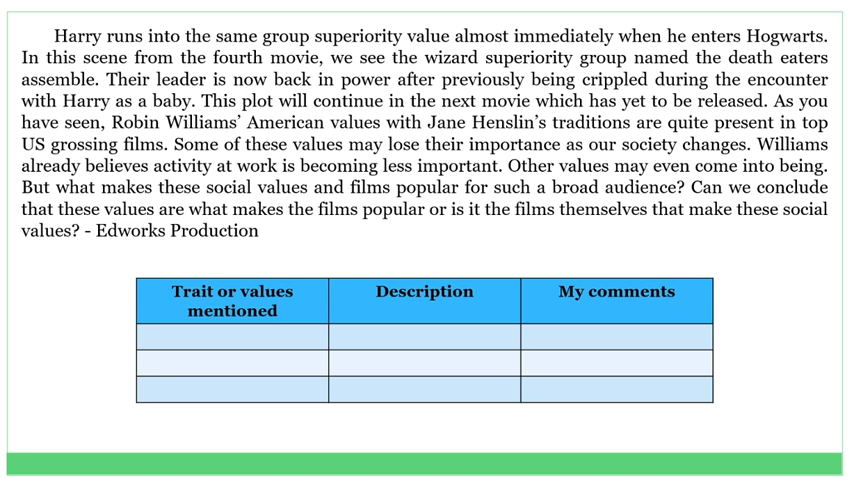 Harry runs into the same group superiority value almost immediately when he enters Hogwarts.
In this scene from the fourth movie, we see the wizard superiority group named the death eaters
assemble. Their leader is now back in power after previously being crippled during the encounter
with Harry as a baby. This plot will continue in the next movie which has yet to be released. As you
have seen, Robin Williams’ American values with Jane Henslin’s traditions are quite present in top
US grossing films. Some of these values may lose their importance as our society changes. Williams
already believes activity at work is becoming less important. Other values may even come into being.
But what makes these social values and films popular for such a broad audience? Can we conclude
that these values are what makes the films popular or is it the films themselves that make these social
values? - Edworks Production
Trait or values mentioned
Description
My comments